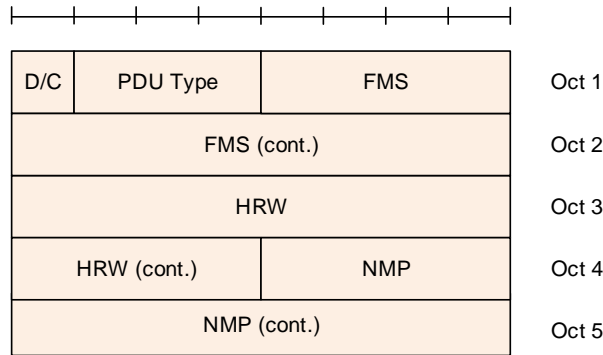 D/C PDU Type FMS Oct 1
FMS (cont.) Oct 2
HRW Oct 3
HRW (cont.) NMP Oct 4
NMP (cont.) Oct 5